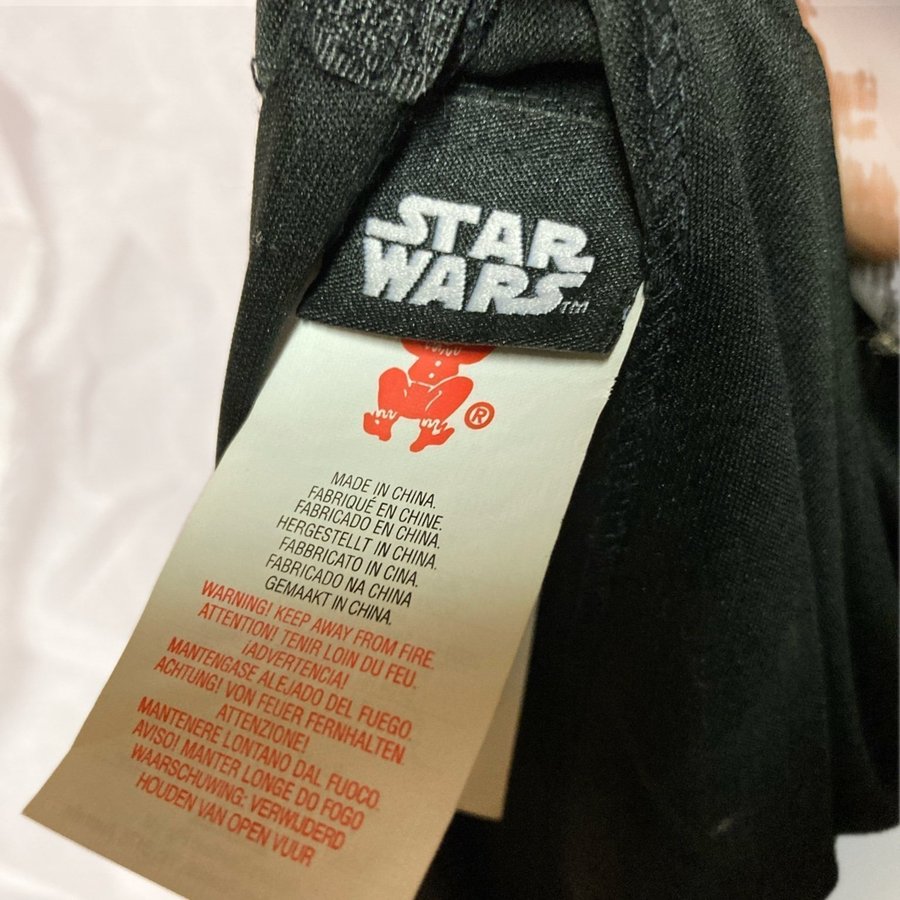 STAR
WARS™
®
MADE IN CHINA.
FABRIQUÉ EN CHINE.
FABRICADO EN CHINA.
HERGESTELLT IN CHINA.
FABBRICATO IN CINA.
FABRICADO NA CHINA
GEMAAKT IN CHINA.
WARNING! KEEP AWAY FROM FIRE.
ATTENTION! TENIR LOIN DU FEU.
¡ADVERTENCIA!
MANTENGASE ALEJADO DEL FUEGO.
ACHTUNG! VON FEUER FERNHALTEN.
ATTENZIONE!
MANTENERE LONTANO DAL FUOCO.
AVISO! MANTER LONGE DO FOGO
WAARSCHUWING: VERWIJDERD
HOUDEN VAN OPEN VUUR